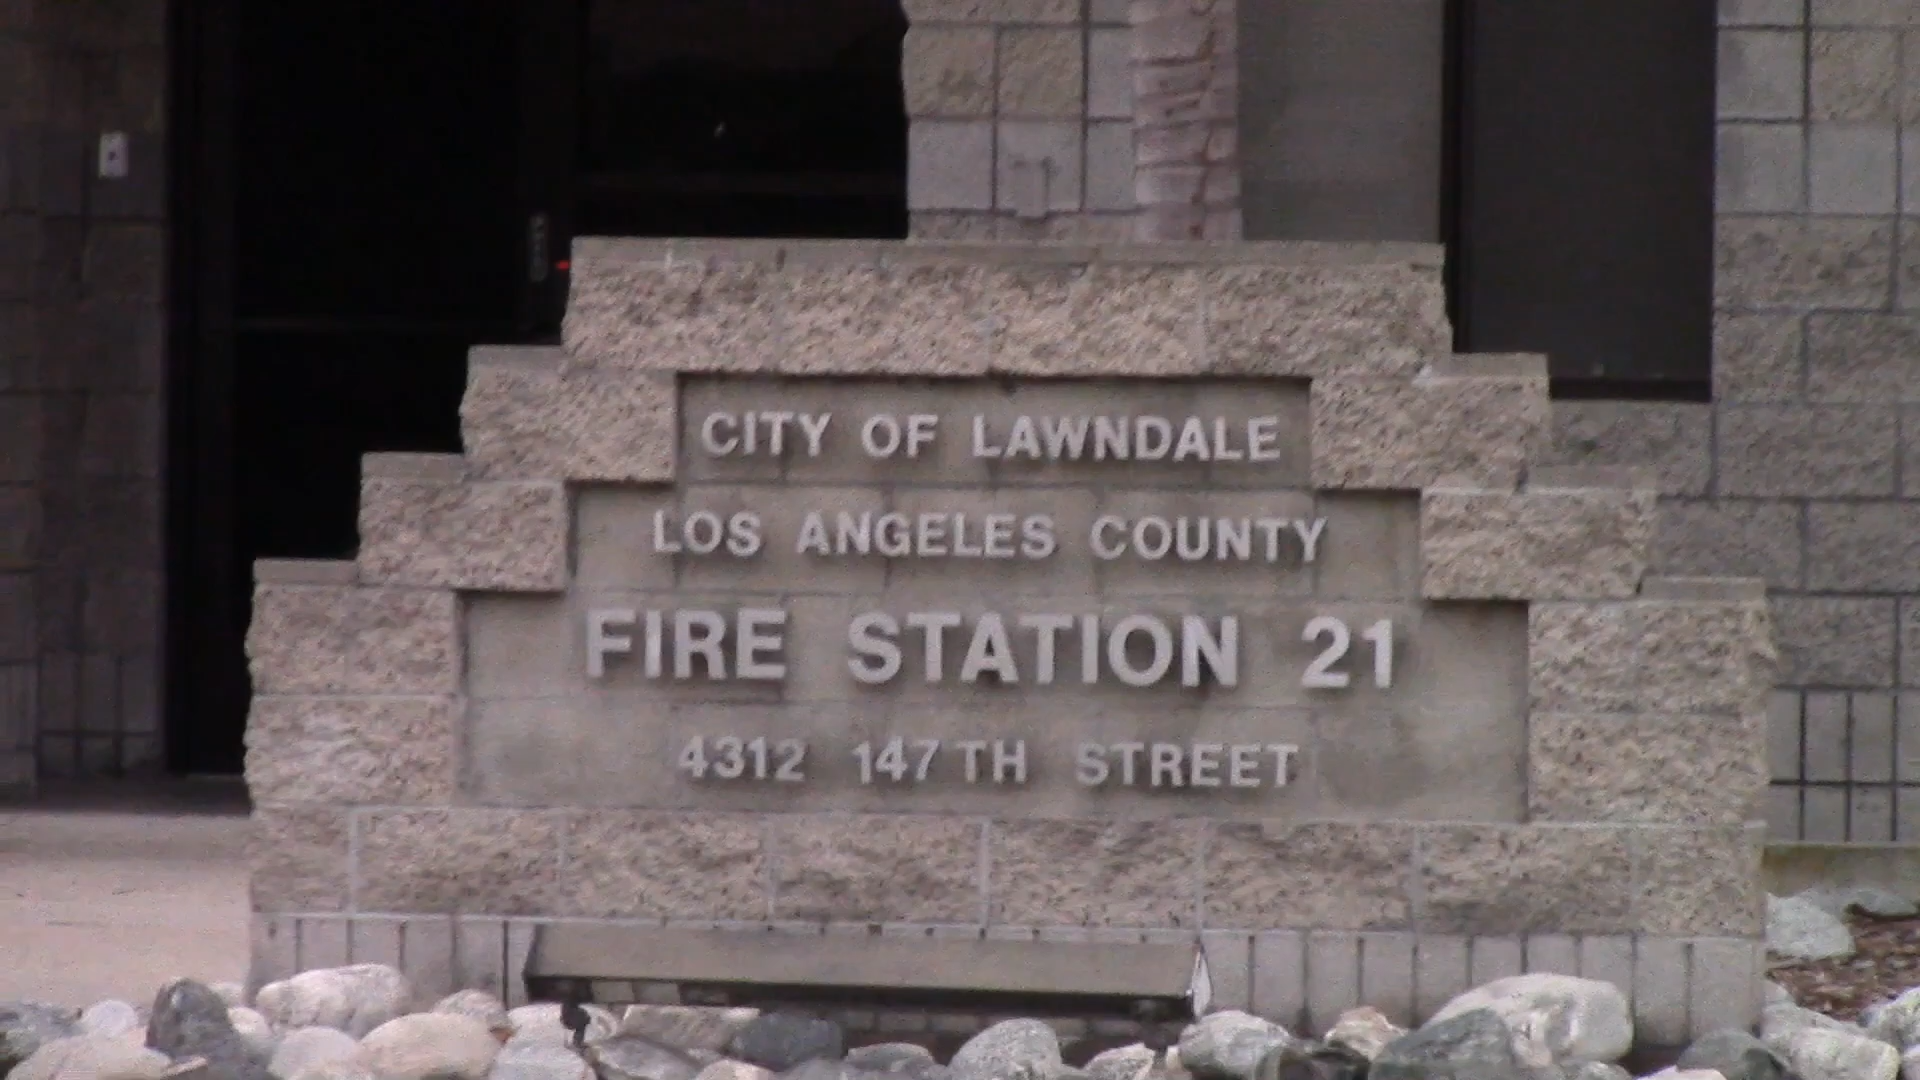 CITY OF LAWNDALE
LOS ANGELES COUNTY
FIRE STATION 21
4312 147TH STREET